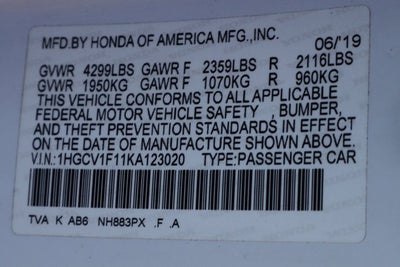 MFD.BY HONDA OF AMERICA MFG.,INC. 06/19
GVWR 4299LBS GAWR F 2359LBS R 2116LBS
GVWR 1950KG GAWR F 1070KG R 960KG
THIS VEHICLE CONFORMS TO ALL APPLICABLE
FEDERAL MOTOR VEHICLE SAFETY , BUMPER,
AND THEFT PREVENTION STANDARDS IN EFFECT
ON THE DATE OF MANUFACTURE SHOWN ABOVE.
V.I.N.:1HGCV1F11KA123020 TYPE:PASSENGER CAR
TVA K AB6 NH883PX .F .A